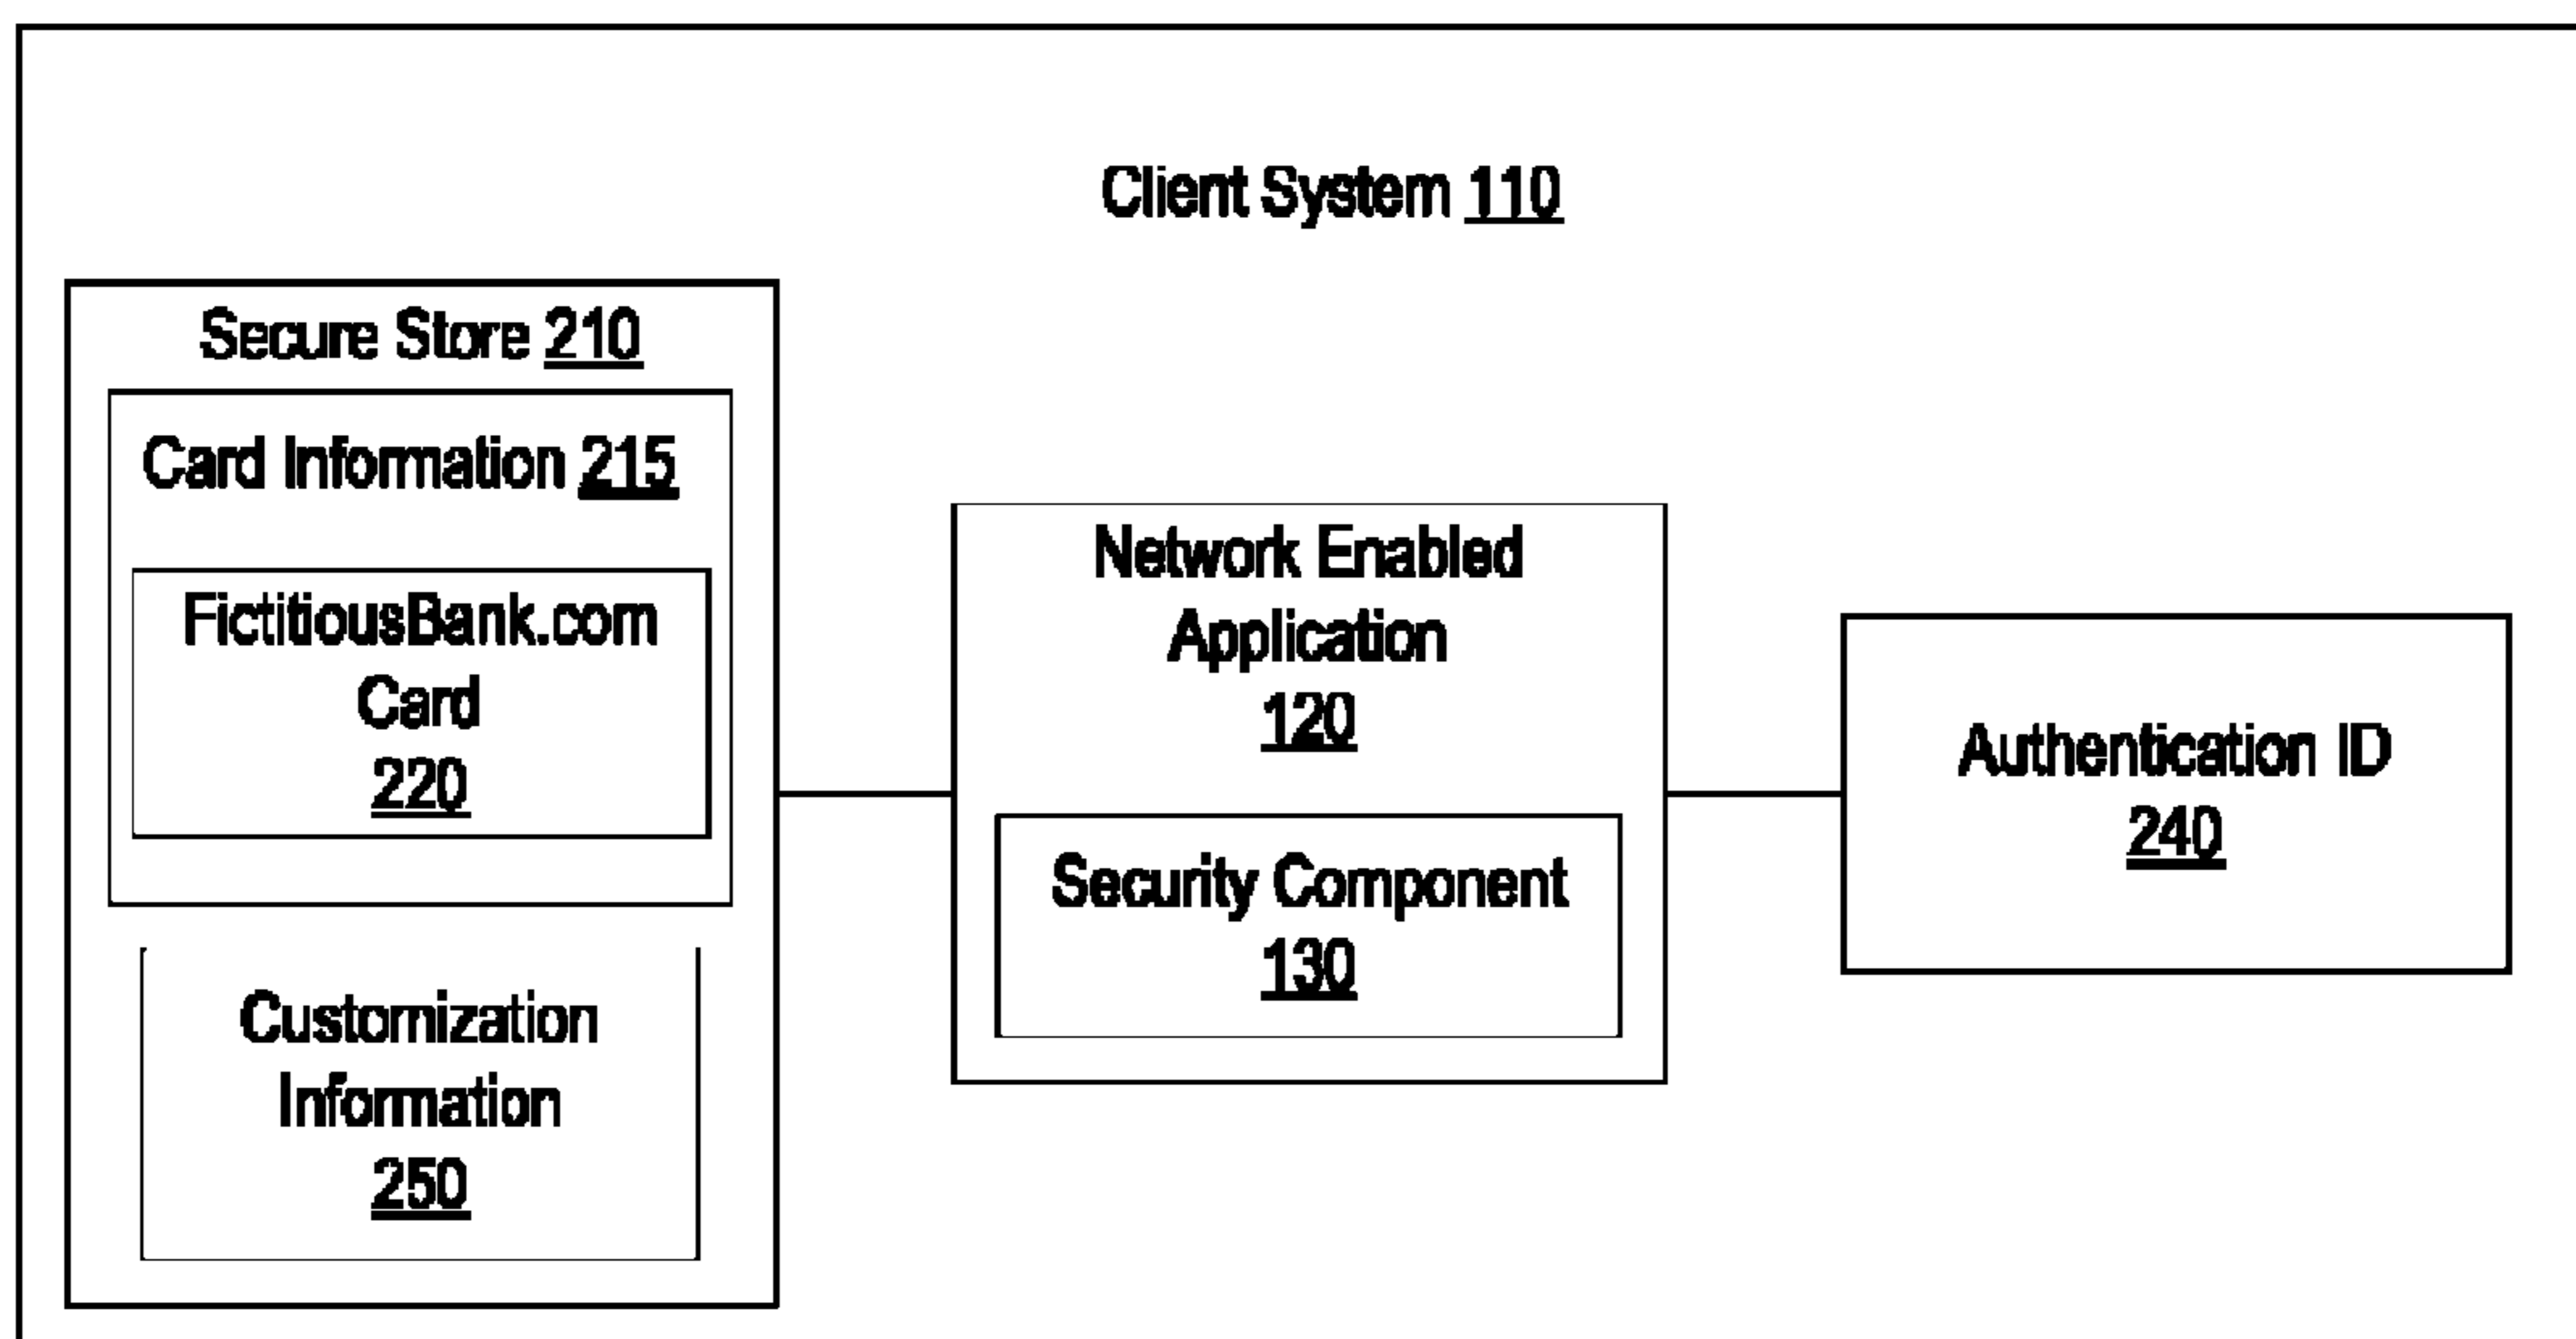 Client System 110
Secure Store 210
Card Information 215
FictitiousBank.com
Card
220
Customization
Information
250
Network Enabled
Application
120
Security Component
130
Authentication ID
240